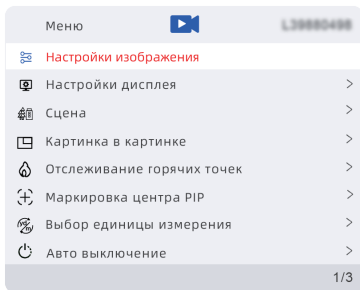 Меню
Настройки изображения
Настройки дисплея
Сцена
Картинка в картинке
Отслеживание горячих точек
Маркировка центра PIP
Выбор единицы измерения
Авто выключение
1/3